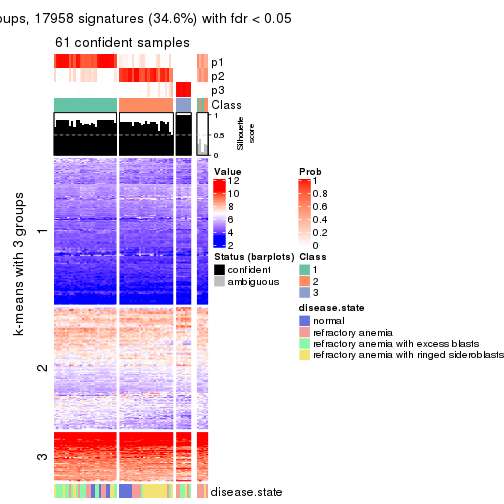 oups, 17958 signatures (34.6%) with fdr < 0.05
61 confident samples
p1
p2
p3
Class
1
0.5
0
Silhouette
score
k-means with 3 groups
1
2
3
disease.state
Value
12
10
8
6
4
2
Prob
1
0.8
0.6
0.4
0.2
0
Status (barplots)
confident
ambiguous
Class
1
2
3
disease.state
normal
refractory anemia
refractory anemia with excess blasts
refractory anemia with ringed sideroblasts